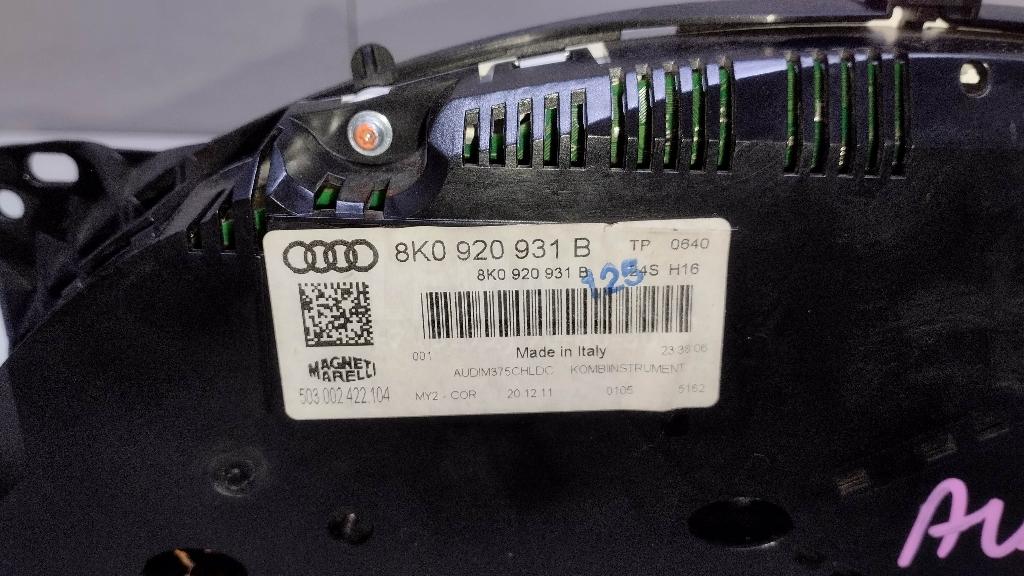 8K0 920 931 B TP 0640
8K0 920 931 B 24S H16
125
001 Made in Italy 23:38:06
MAGNETI MARELLI
AUDIM375CHLDC KOMBIINSTRUMENT
503 002 422 104 MY2 - COR 20.12.11 0105 5162
AU